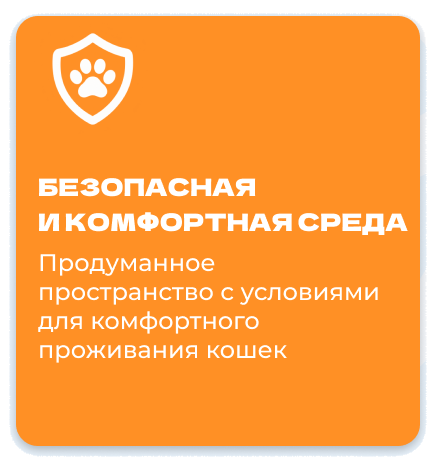 БЕЗОПАСНАЯ
И КОМФОРТНАЯ СРЕДА
Продуманное
пространство с условиями
для комфортного
проживания кошек